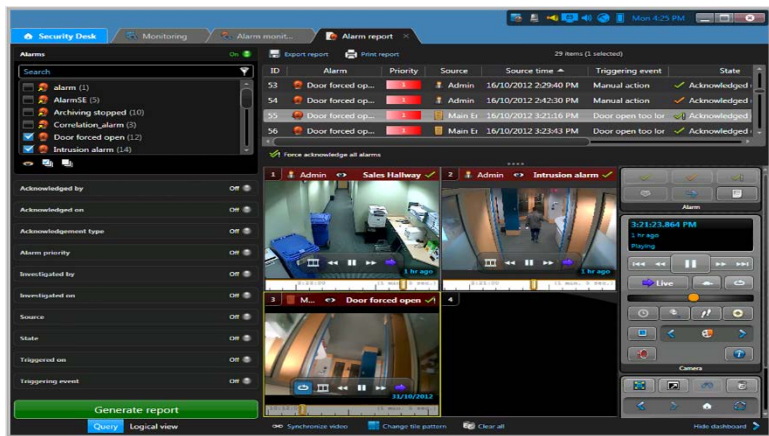 Mon 4:25 PM
Security Desk
Monitoring
Alarm monit...
Alarm report
Alarms
On
Search
alarm (1)
AlarmSE (5)
Archiving stopped (10)
Correlation_alarm (3)
Door forced open (12)
Intrusion alarm (14)
Acknowledged by Off
Acknowledged on Off
Acknowledgement type Off
Alarm priority Off
Investigated by Off
Investigated on Off
Source Off
State Off
Triggered on Off
Triggering event Off
Generate report
Query Logical view
Export report Print report 29 items (1 selected)
ID Alarm Priority Source Source time Triggering event State
53 Door forced op... 1 Admin 16/10/2012 2:29:40 PM Manual action Acknowledged
54 Door forced op... 1 Admin 16/10/2012 2:42:30 PM Manual action Acknowledged
55 Door forced op... 1 Main Er 16/10/2012 3:21:16 PM Door open too lor Acknowledged
56 Door forced op... 1 Main Er 16/10/2012 3:23:43 PM Door open too lor Acknowledged
Force acknowledge all alarms
1 Admin Sales Hallway
1 hr ago
2 Admin Intrusion alarm
1 hr ago
3 M... Door forced open
31/10/2012
4
Alarm
3:21:23.864 PM
1 hr ago
Playing
Live
Camera
Synchronize video Change tile pattern Clear all Hide dashboard